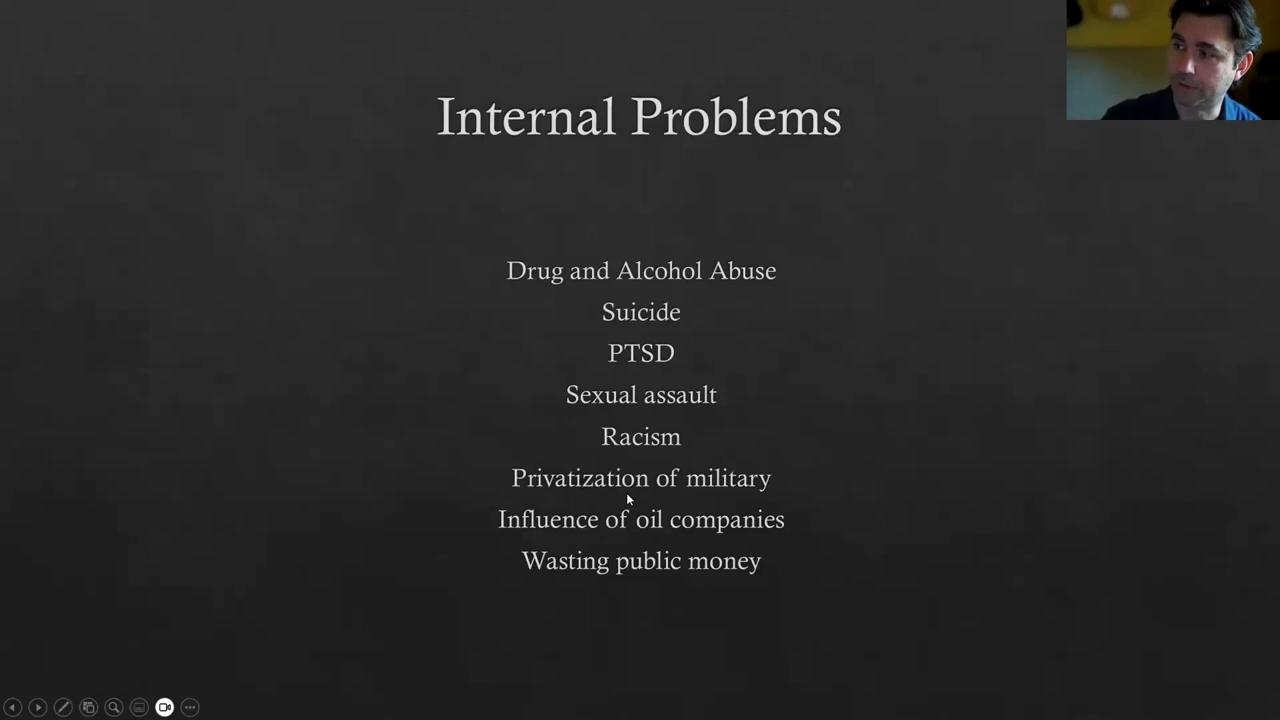 Internal Problems
Drug and Alcohol Abuse
Suicide
PTSD
Sexual assault
Racism
Privatization of military
Influence of oil companies
Wasting public money